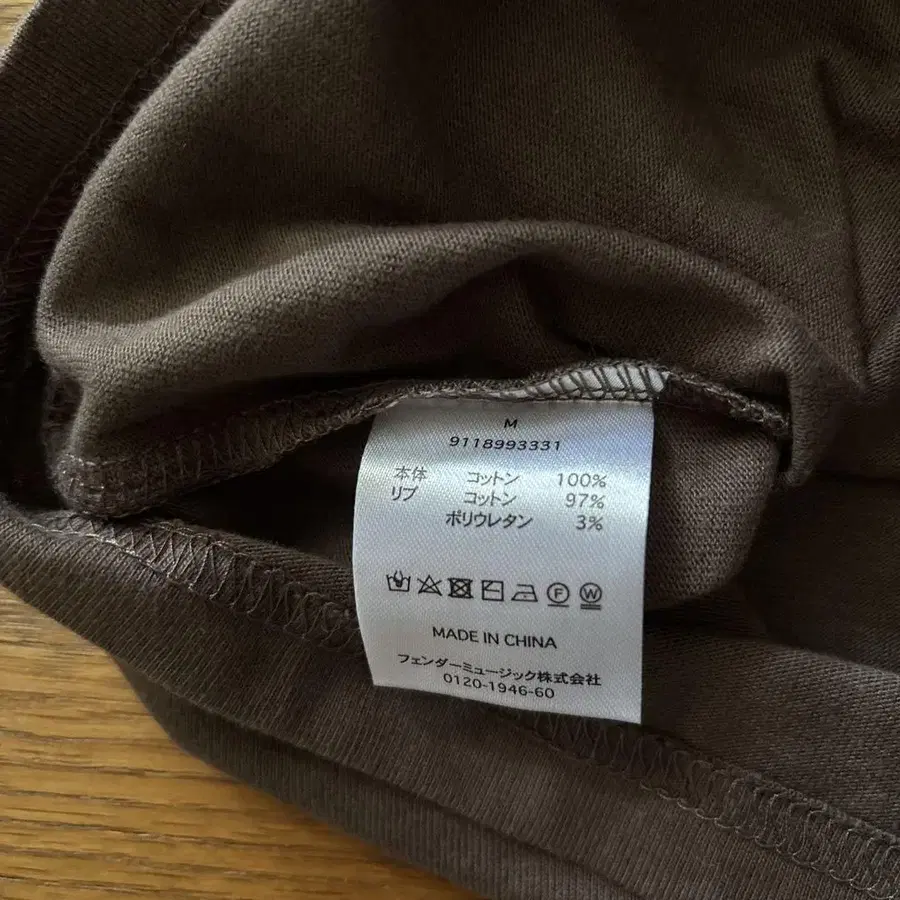 M
9118993331
本体 コットン 100%
リブ コットン 97%
ポリウレタン 3%
F W
MADE IN CHINA
フェンダーミュージック株式会社
0120-1946-60